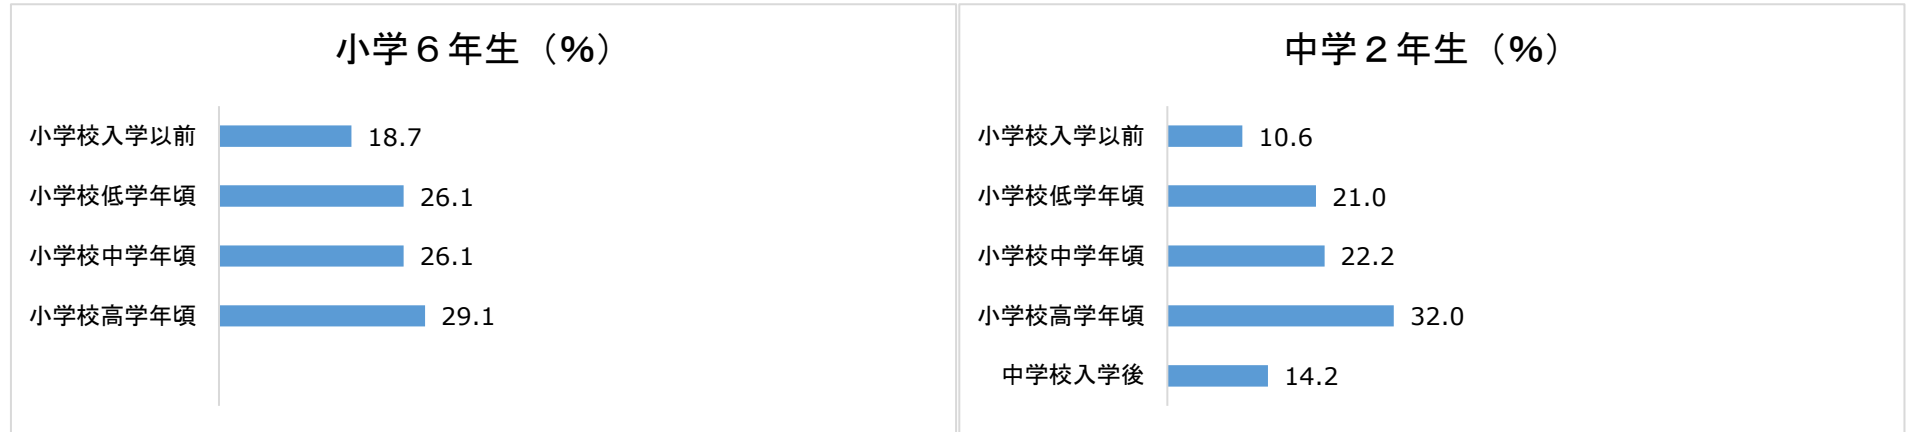 小学６年生（%）
小学校入学以前 18.7
小学校低学年頃 26.1
小学校中学年頃 26.1
小学校高学年頃 29.1
中学２年生（%）
小学校入学以前 10.6
小学校低学年頃 21.0
小学校中学年頃 22.2
小学校高学年頃 32.0
中学校入学後 14.2